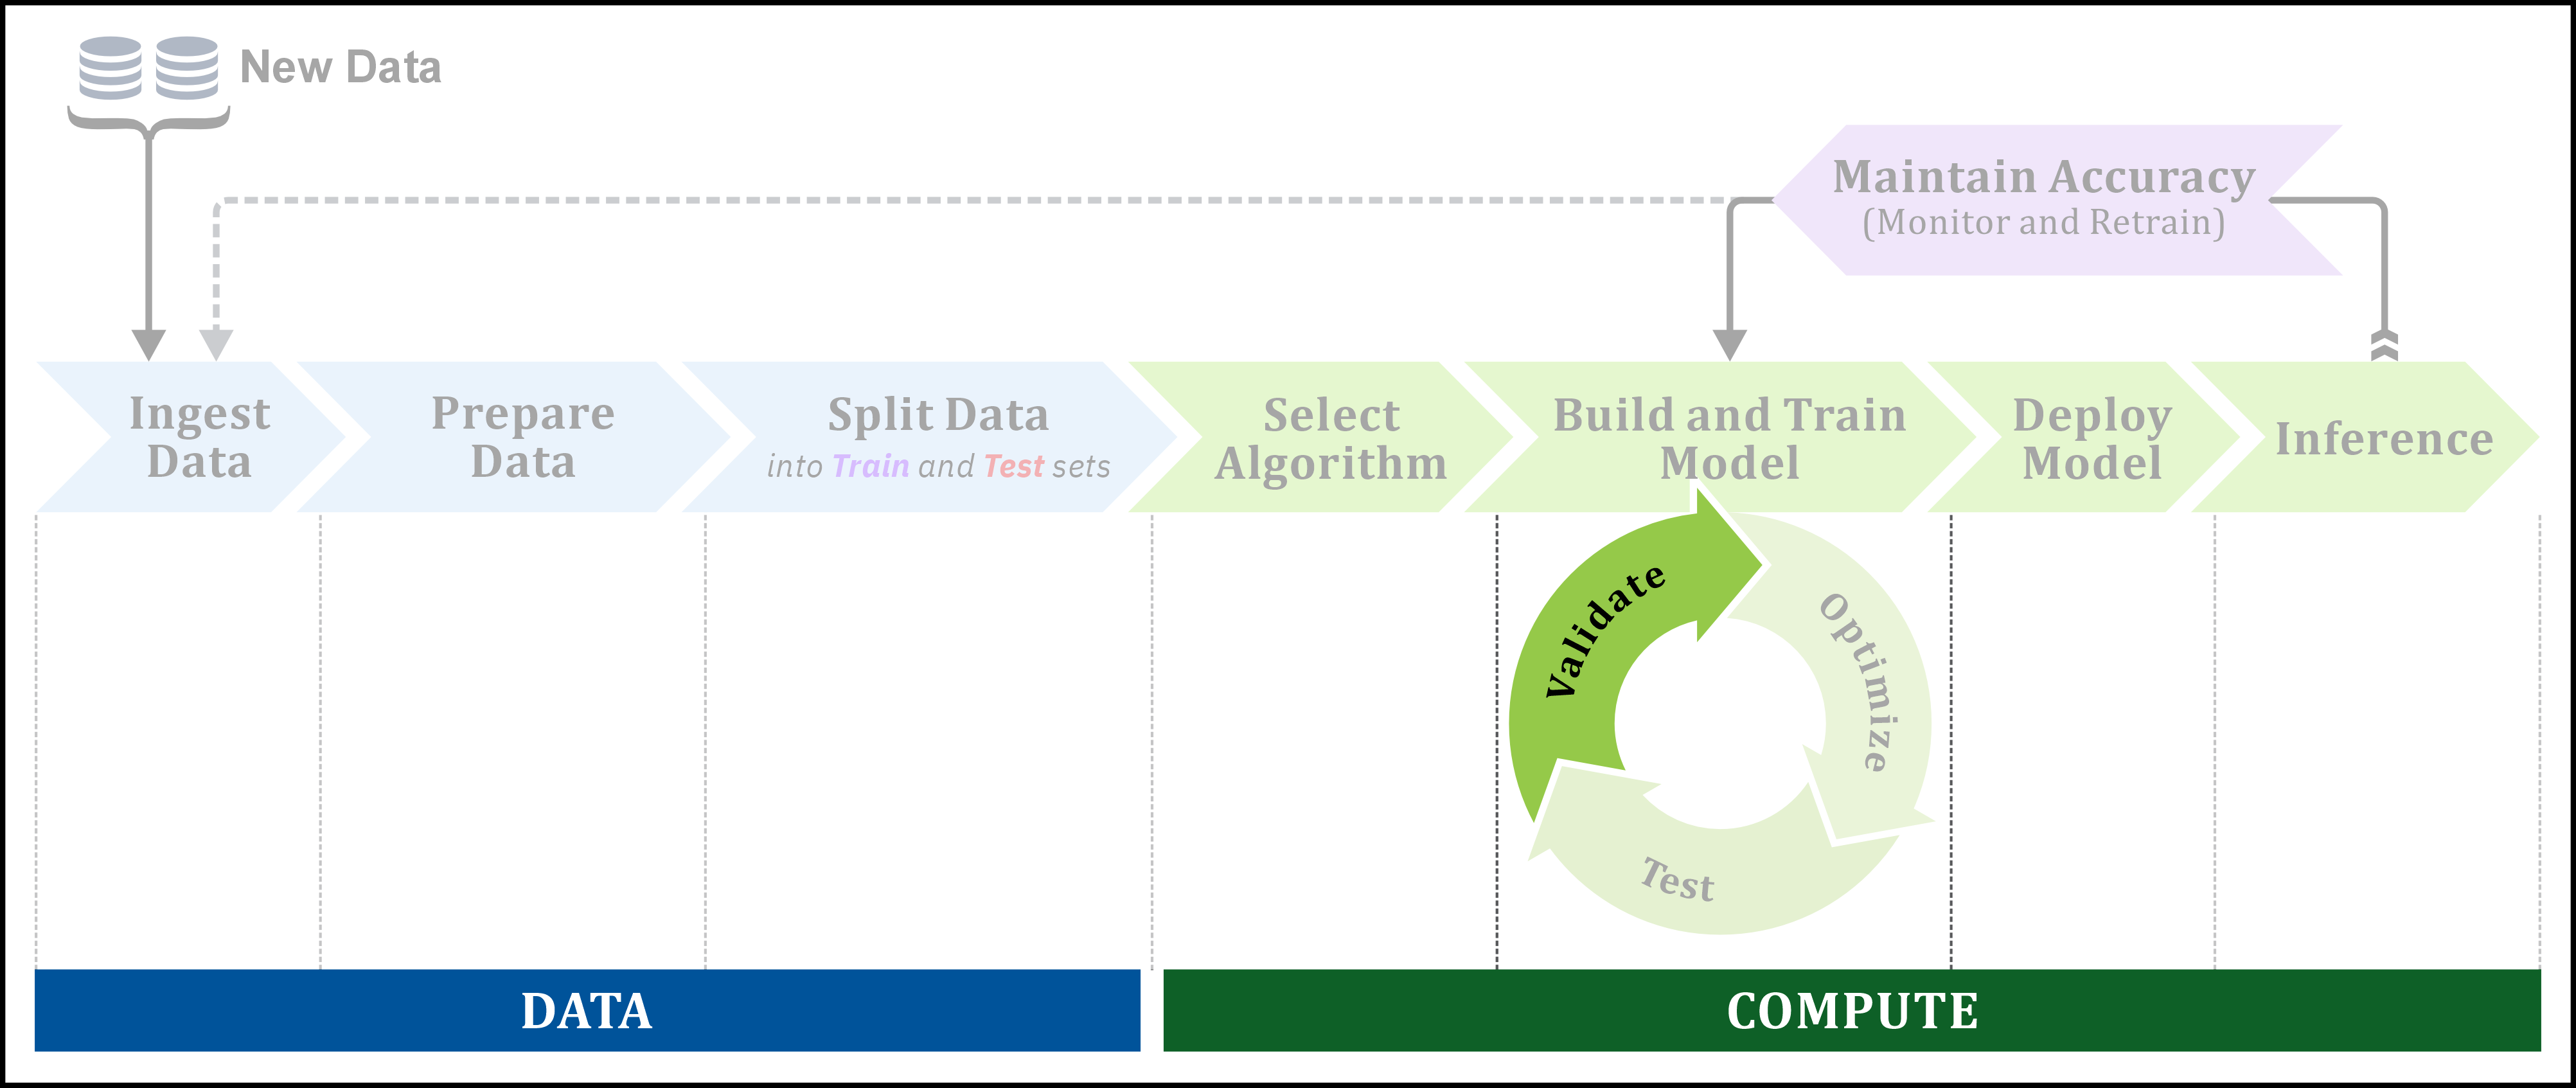 New Data
Maintain Accuracy
(Monitor and Retrain)
Ingest
Data
Prepare
Data
Split Data
into Train and Test sets
Select
Algorithm
Build and Train
Model
Deploy
Model
Inference
Validate
Optimize
Test
DATA
COMPUTE